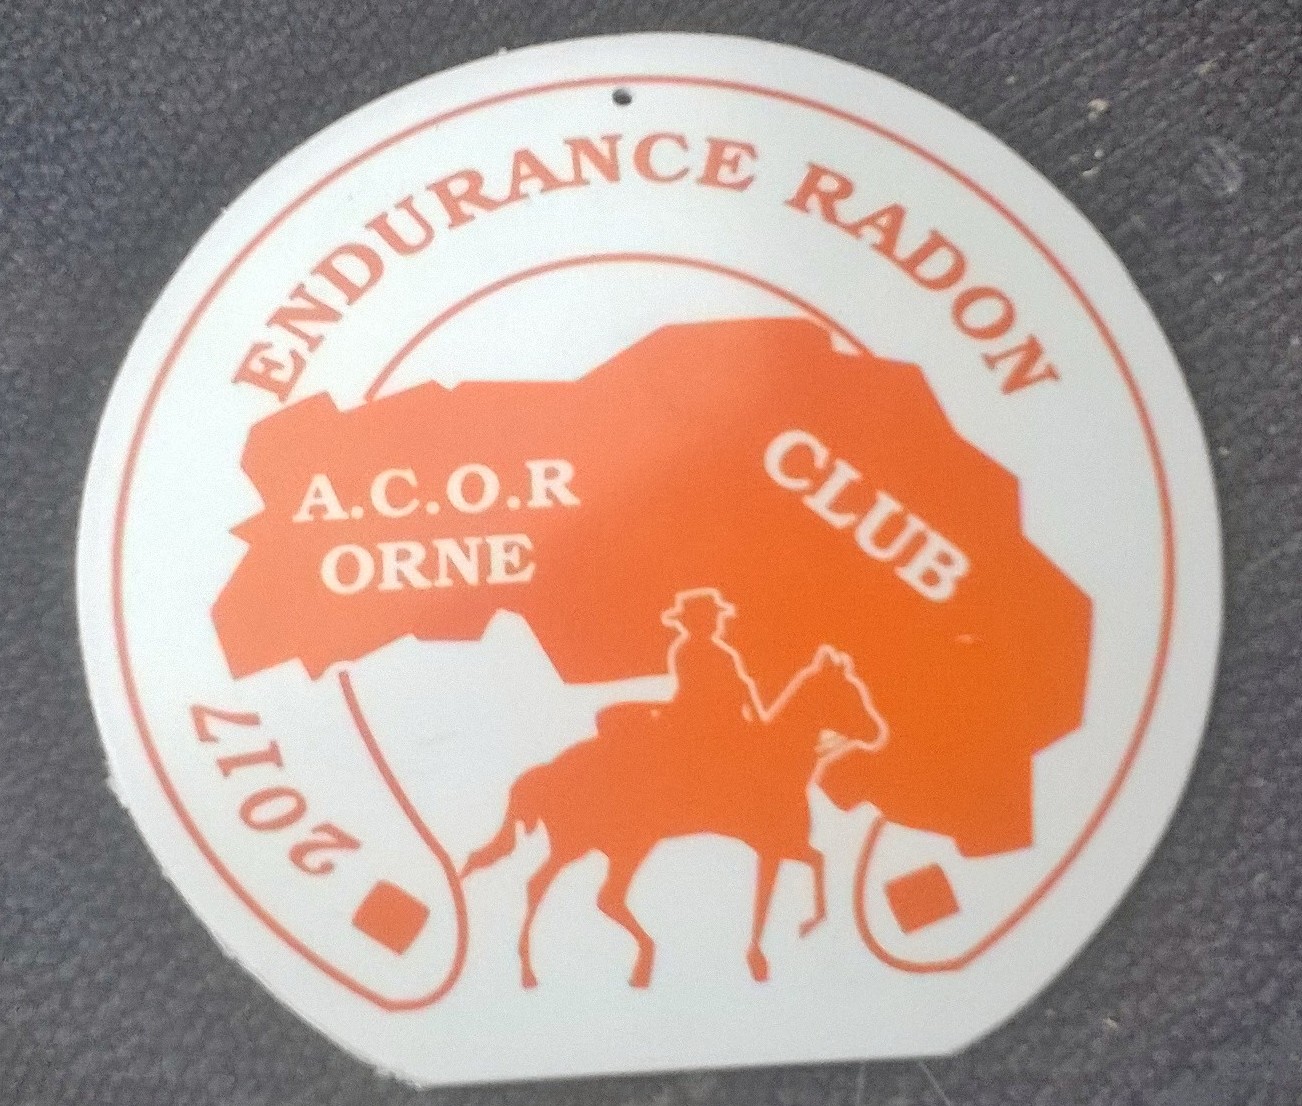 ENDURANCE RADON
A.C.O.R
ORNE
CLUB
2017